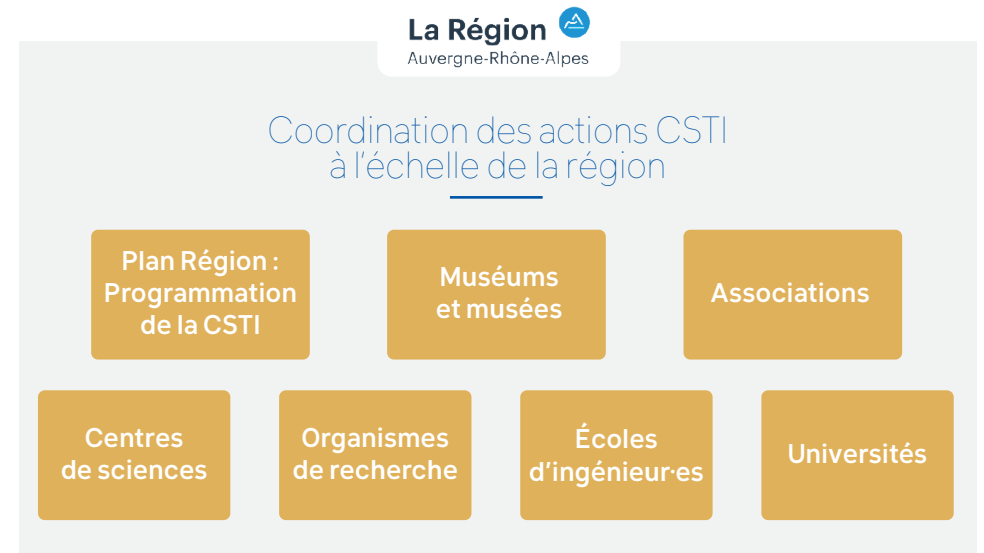 La Région
Auvergne-Rhône-Alpes
Coordination des actions CSTI
à l'échelle de la région
Plan Région :
Programmation
de la CSTI
Muséums
et musées
Associations
Centres
de sciences
Organismes
de recherche
Écoles
d'ingénieur·es
Universités